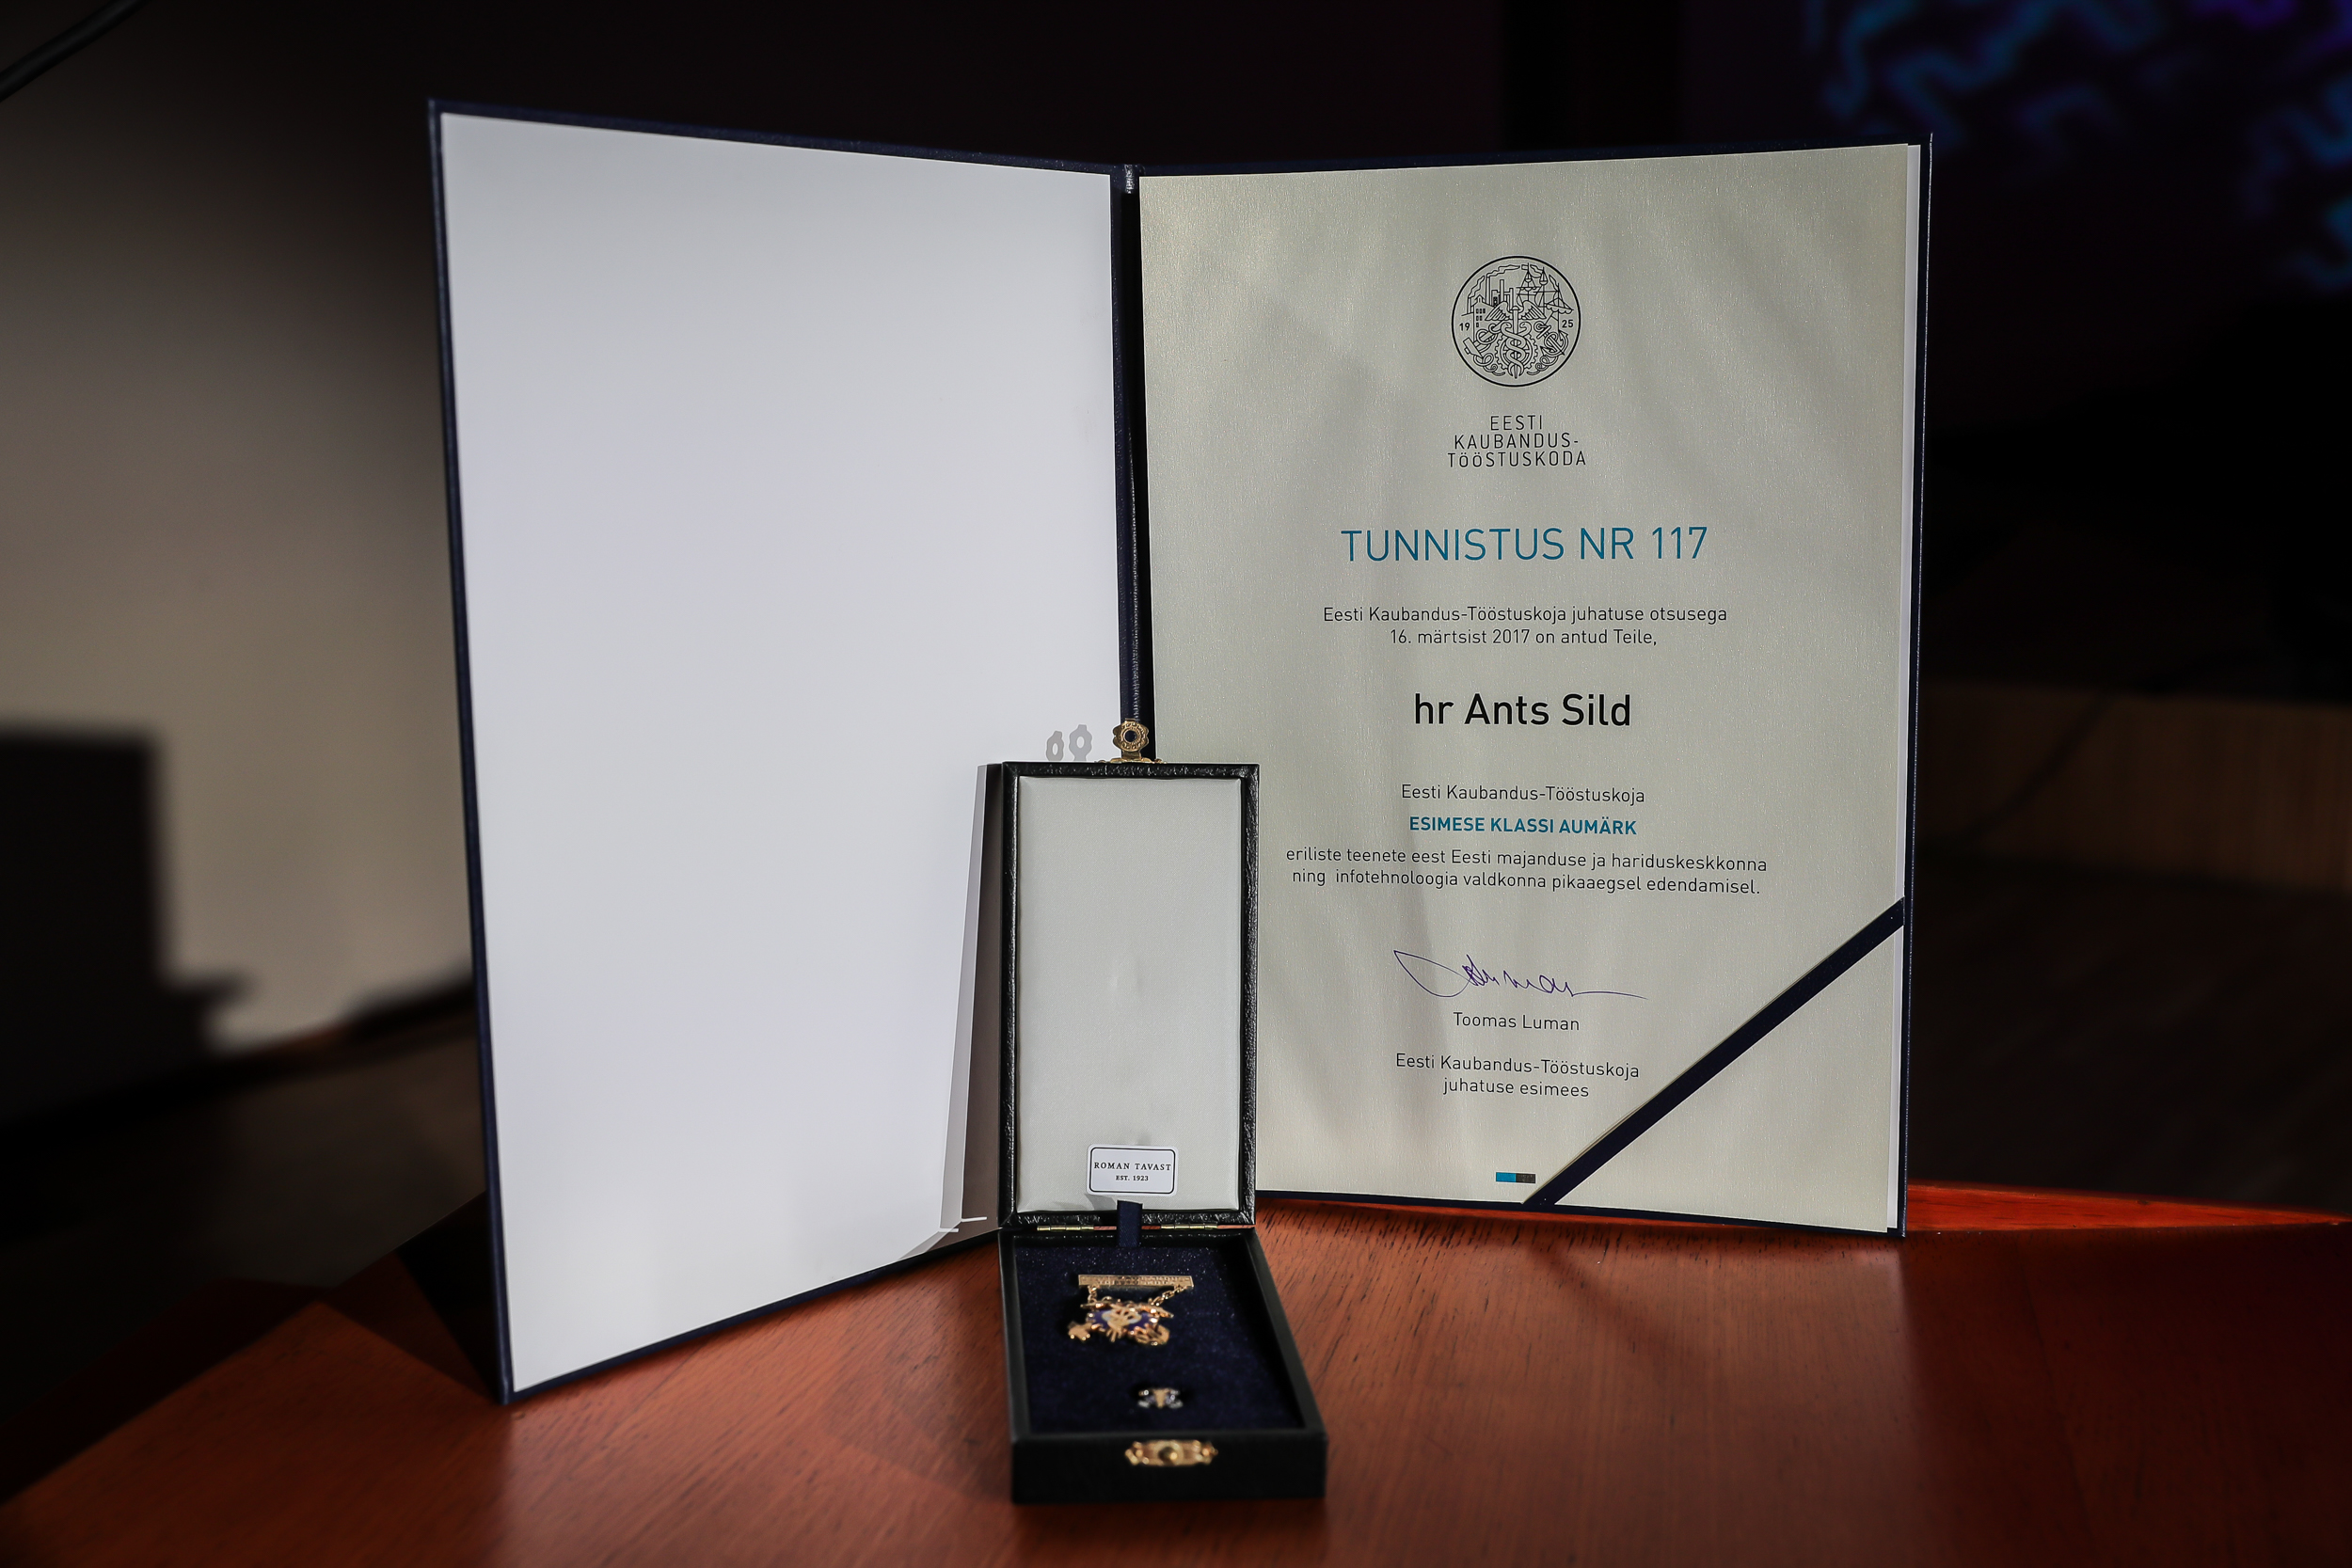 19 25
EESTI
KAUBANDUS-
TÖÖSTUSKODA
TUNNISTUS NR 117
Eesti Kaubandus-Tööstuskoja juhatuse otsusega
16. märtsist 2017 on antud Teile,
hr Ants Sild
Eesti Kaubandus-Tööstuskoja
ESIMESE KLASSI AUMÄRK
eriliste teenete eest Eesti majanduse ja hariduskeskkonna
ning infotehnoloogia valdkonna pikaaegsel edendamisel.
Toomas Luman
Eesti Kaubandus-Tööstuskoja
juhatuse esimees
ROMAN TAVAST
EST. 1923